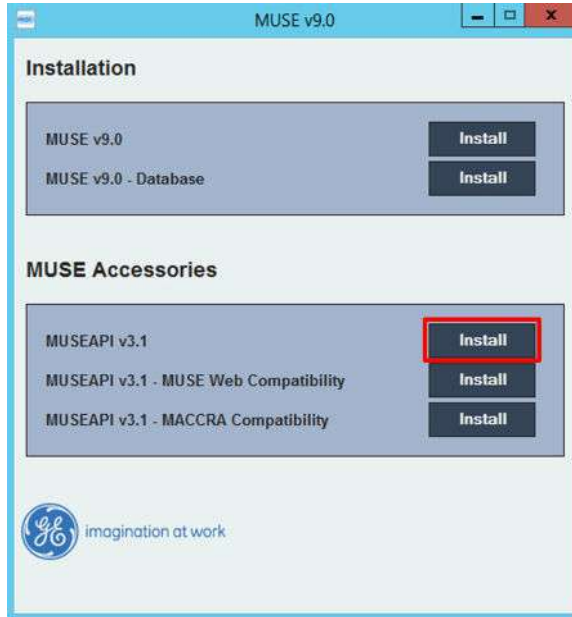 MUSE v9.0
Installation
MUSE v9.0 Install
MUSE v9.0 - Database Install
MUSE Accessories
MUSEAPI v3.1 Install
MUSEAPI v3.1 - MUSE Web Compatibility Install
MUSEAPI v3.1 - MACCRA Compatibility Install
GE imagination at work